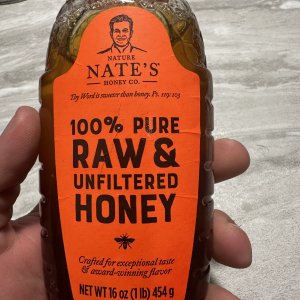 NATURE
NATE'S
HONEY CO.
Thy Word is sweeter than honey. Ps. 119:103
100% PURE
RAW &
UNFILTERED
HONEY
Crafted for exceptional taste
& award-winning flavor
NET WT 16 oz (1 lb) 454 g